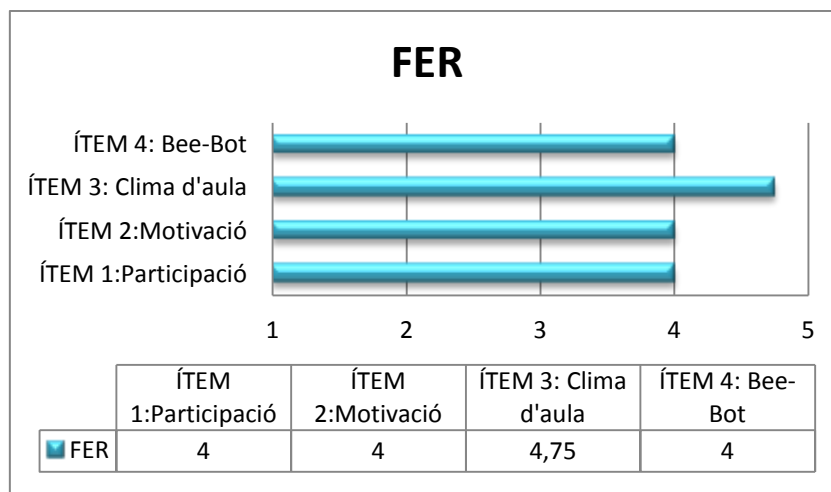 FER
ÍTEM 4: Bee-Bot
ÍTEM 3: Clima d'aula
ÍTEM 2:Motivació
ÍTEM 1:Participació
1 2 3 4 5
ÍTEM 1:Participació ÍTEM 2:Motivació ÍTEM 3: Clima d'aula ÍTEM 4: Bee-Bot
FER 4 4 4,75 4